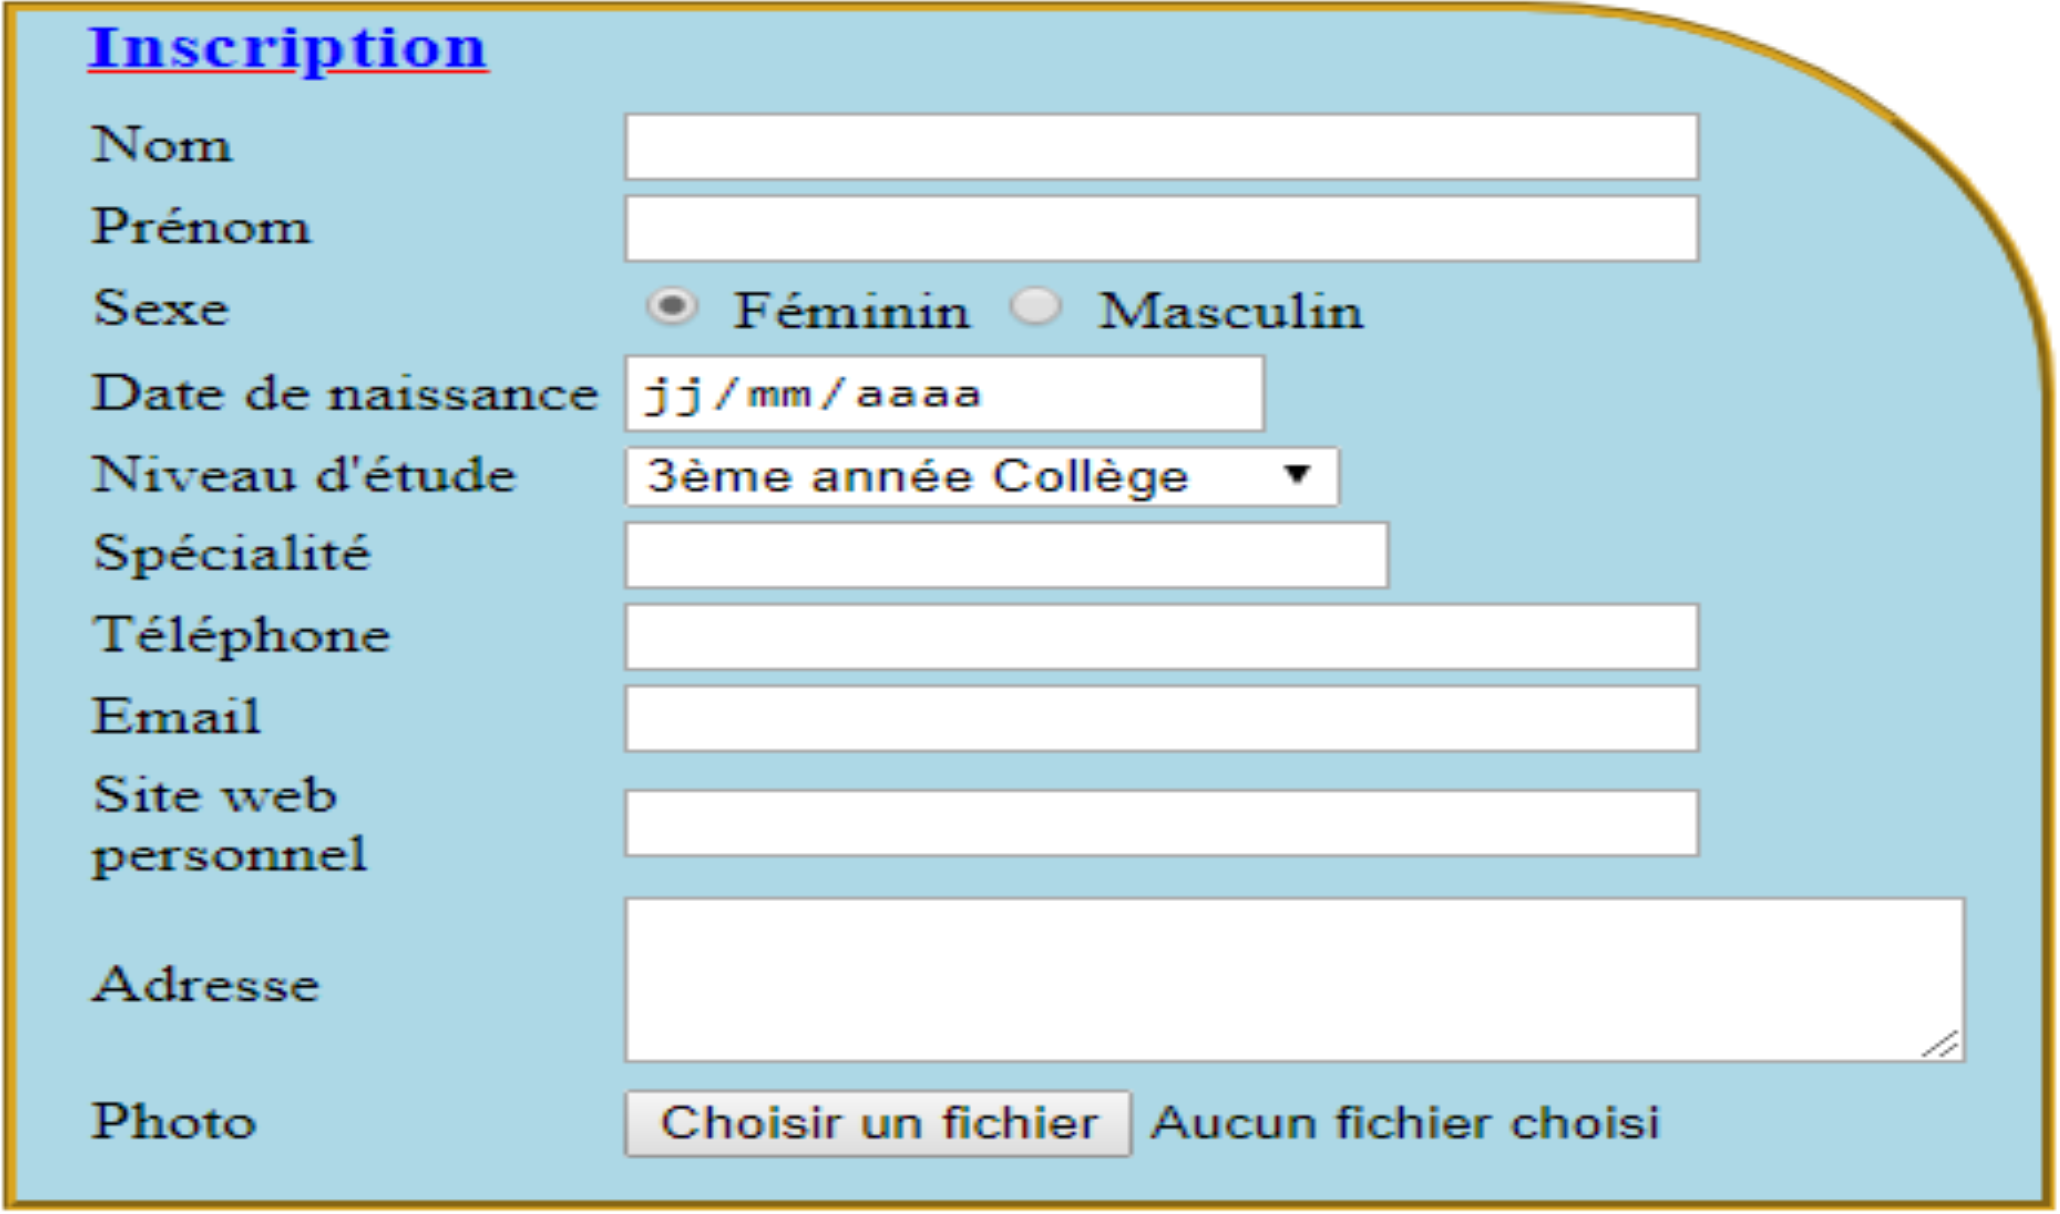 Inscription
Nom
Prénom
Sexe Féminin Masculin
Date de naissance jj/mm/aaaa
Niveau d'étude 3ème année Collège
Spécialité
Téléphone
Email
Site web
personnel
Adresse
Photo Choisir un fichier Aucun fichier choisi